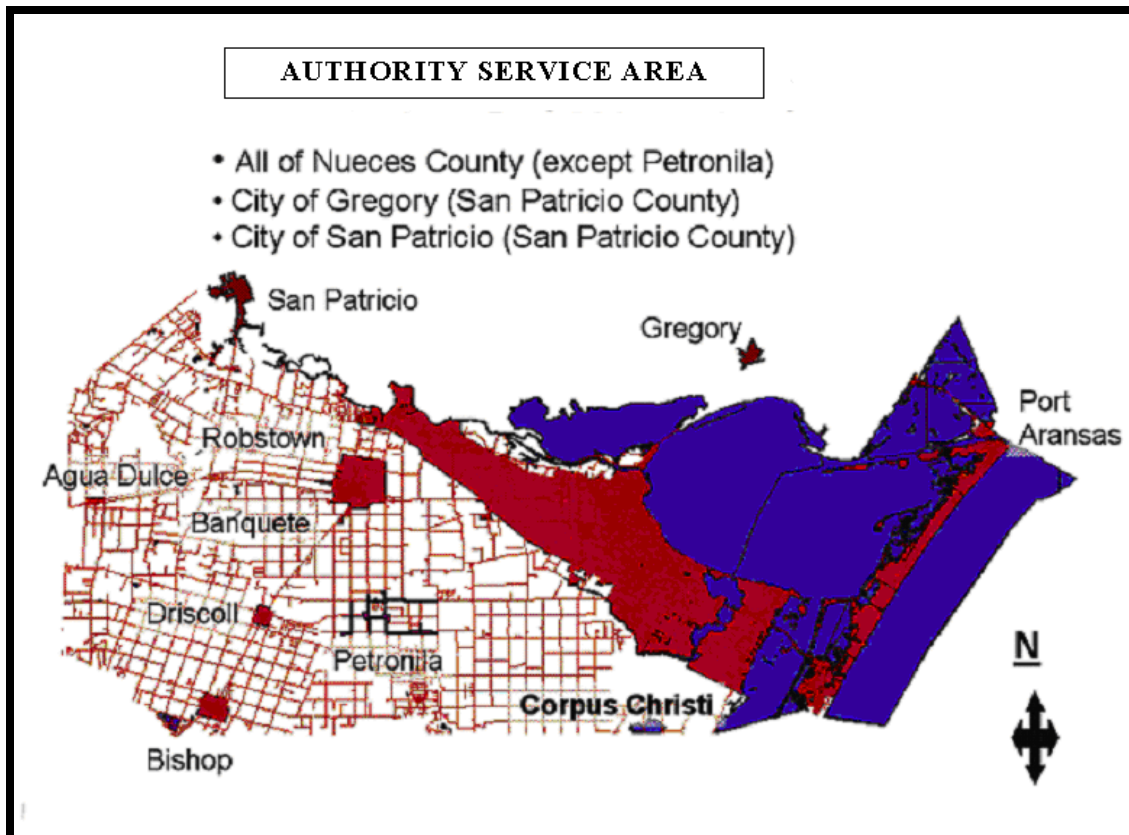 AUTHORITY SERVICE AREA
• All of Nueces County (except Petronila)
• City of Gregory (San Patricio County)
• City of San Patricio (San Patricio County)
San Patricio
Gregory
Port
Aransas
Robstown
Agua Dulce
Banquete
Driscoll
Petronila
Corpus Christi
Bishop
N